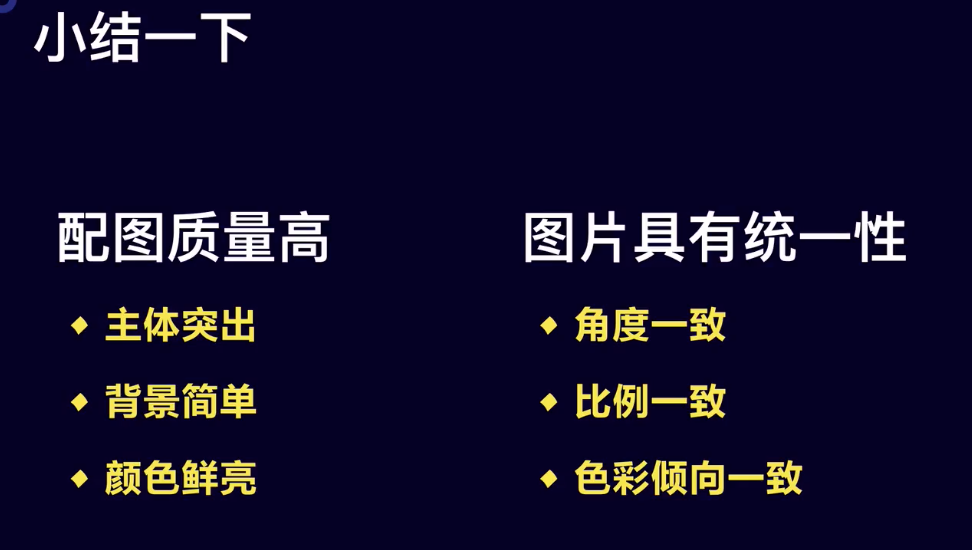 小结一下
配图质量高
主体突出
背景简单
颜色鲜亮
图片具有统一性
角度一致
比例一致
色彩倾向一致